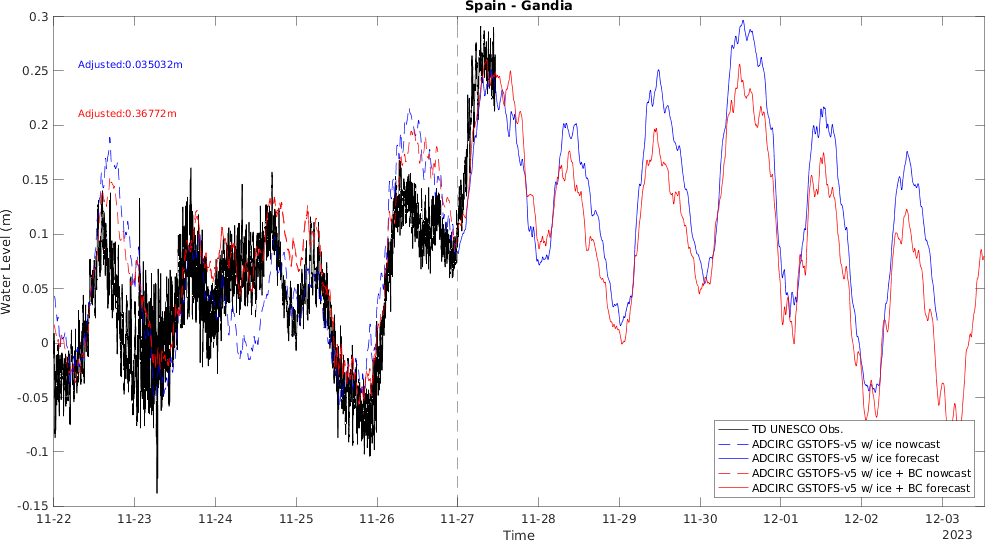 Spain - Gandia
0.3
0.25
0.2
0.15
0.1
0.05
0
-0.05
-0.1
-0.15
Water Level (m)
Adjusted:0.035032m
Adjusted:0.36772m
TD UNESCO Obs.
ADCIRC GSTOFS-v5 w/ ice nowcast
ADCIRC GSTOFS-v5 w/ ice forecast
ADCIRC GSTOFS-v5 w/ ice + BC nowcast
ADCIRC GSTOFS-v5 w/ ice + BC forecast
11-22 11-23 11-24 11-25 11-26 11-27 11-28 11-29 11-30 12-01 12-02 12-03
Time
2023